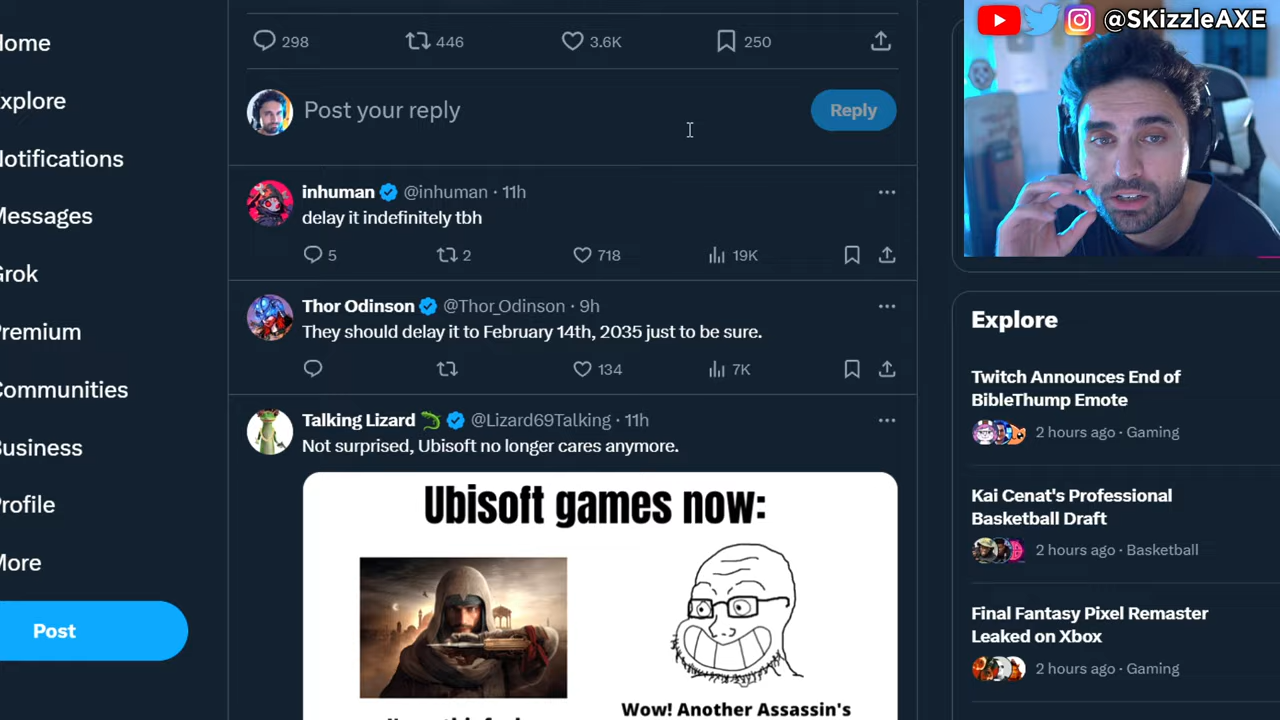 @SKizzleAXE
ome
xplore
otifications
essages
rok
remium
ommunities
usiness
rofile
ore
Post
298 446 3.6K 250
Post your reply
Reply
inhuman @inhuman · 11h
delay it indefinitely tbh
5 2 718 19K
Thor Odinson @Thor_Odinson · 9h
They should delay it to February 14th, 2035 just to be sure.
134 7K
Talking Lizard @Lizard69Talking · 11h
Not surprised, Ubisoft no longer cares anymore.
Ubisoft games now:
Wow! Another Assassin's
Explore
Twitch Announces End of
BibleThump Emote
2 hours ago · Gaming
Kai Cenat's Professional
Basketball Draft
2 hours ago · Basketball
Final Fantasy Pixel Remaster
Leaked on Xbox
2 hours ago · Gaming